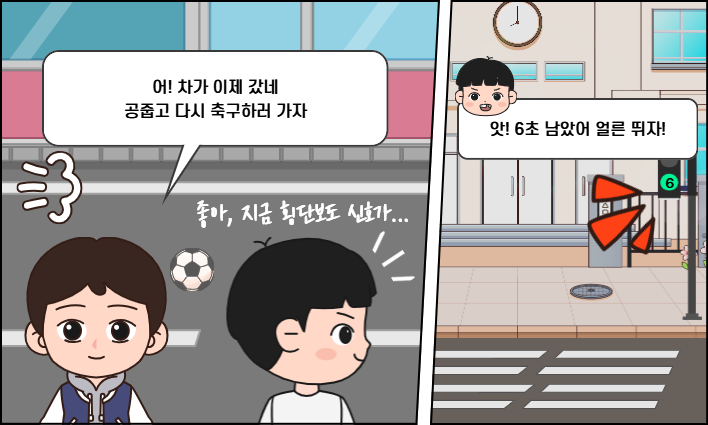 어! 차가 이제 갔네
공줍고 다시 축구하러 가자
좋아, 지금 횡단보도 신호가...
앗! 6초 남았어 얼른 뛰자!
6